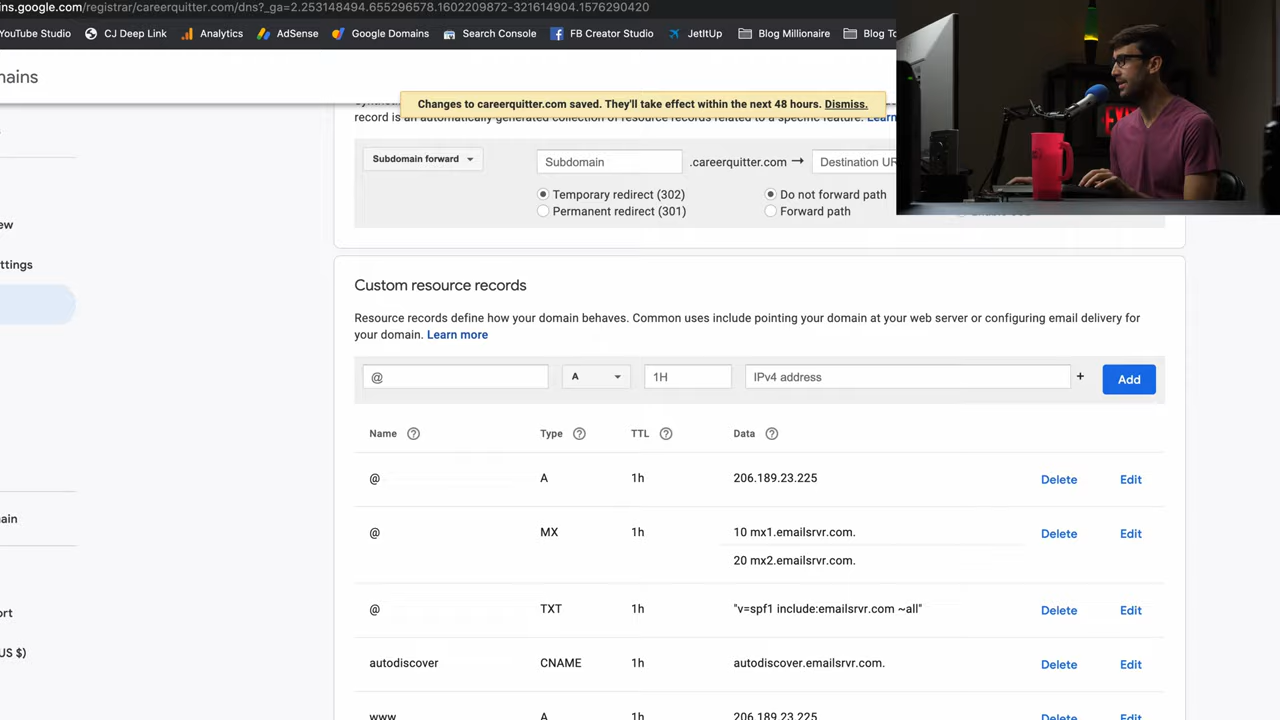 ins.google.com/registrar/careerquitter.com/dns?_ga=2.253148494.655296578.1602209872-321614904.1576290420
YouTube Studio CJ Deep Link Analytics AdSense Google Domains Search Console FB Creator Studio JetItUp Blog Millionaire Blog To
mains
Changes to careerquitter.com saved. They'll take effect within the next 48 hours. Dismiss.
record is an automatically-generated collection of resource records related to a specific feature. Learn
Subdomain forward Subdomain .careerquitter.com → Destination UR
Temporary redirect (302) Do not forward path
Permanent redirect (301) Forward path
ew
ttings
Custom resource records
Resource records define how your domain behaves. Common uses include pointing your domain at your web server or configuring email delivery for
your domain. Learn more
@ A 1H IPv4 address + Add
Name Type TTL Data
@ A 1h 206.189.23.225 Delete Edit
@ MX 1h 10 mx1.emailsrvr.com. Delete Edit
20 mx2.emailsrvr.com.
ain
@ TXT 1h "v=spf1 include:emailsrvr.com ~all" Delete Edit
ort
US $)
autodiscover CNAME 1h autodiscover.emailsrvr.com. Delete Edit
www A 1h 206.189.23.225 Delete Edit